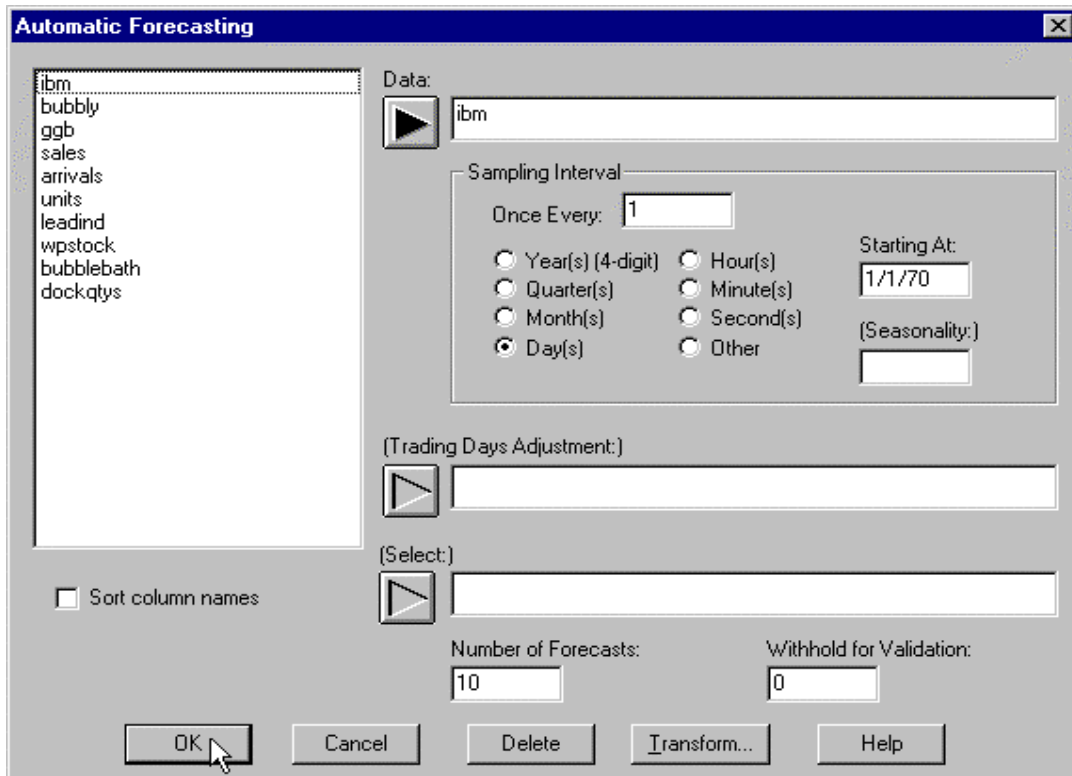 Automatic Forecasting
ibm
bubbly
ggb
sales
arrivals
units
leadind
wpstock
bubblebath
dockqtys
Sort column names
Data:
ibm
Sampling Interval
Once Every: 1
Year(s) (4-digit)
Quarter(s)
Month(s)
Day(s)
Hour(s)
Minute(s)
Second(s)
Other
Starting At:
1/1/70
(Seasonality:)
(Trading Days Adjustment:)
(Select:)
Number of Forecasts:
10
Withhold for Validation:
0
OK
Cancel
Delete
Transform...
Help